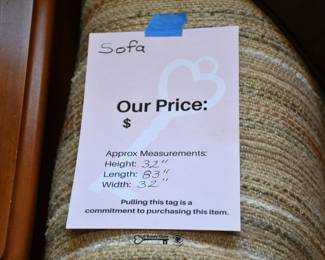 Sofa
Our Price:
$
Approx Measurements:
Height: 32"
Length: 83"
Width: 32"
Pulling this tag is a
commitment to purchasing this item.